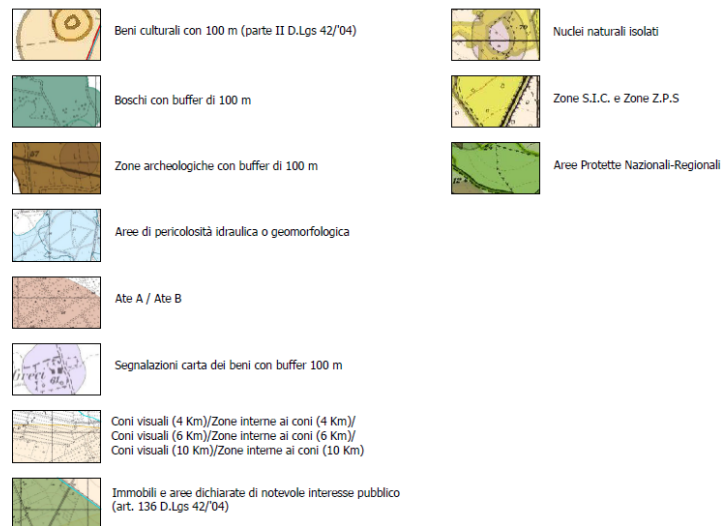 Beni culturali con 100 m (parte II D.Lgs 42/'04)
Boschi con buffer di 100 m
Zone archeologiche con buffer di 100 m
Aree di pericolosità idraulica o geomorfologica
Ate A / Ate B
Segnalazioni carta dei beni con buffer 100 m
Coni visuali (4 Km)/Zone interne ai coni (4 Km)/
Coni visuali (6 Km)/Zone interne ai coni (6 Km)/
Coni visuali (10 Km)/Zone interne ai coni (10 Km)
Immobili e aree dichiarate di notevole interesse pubblico
(art. 136 D.Lgs 42/'04)
Nuclei naturali isolati
Zone S.I.C. e Zone Z.P.S
Aree Protette Nazionali-Regionali